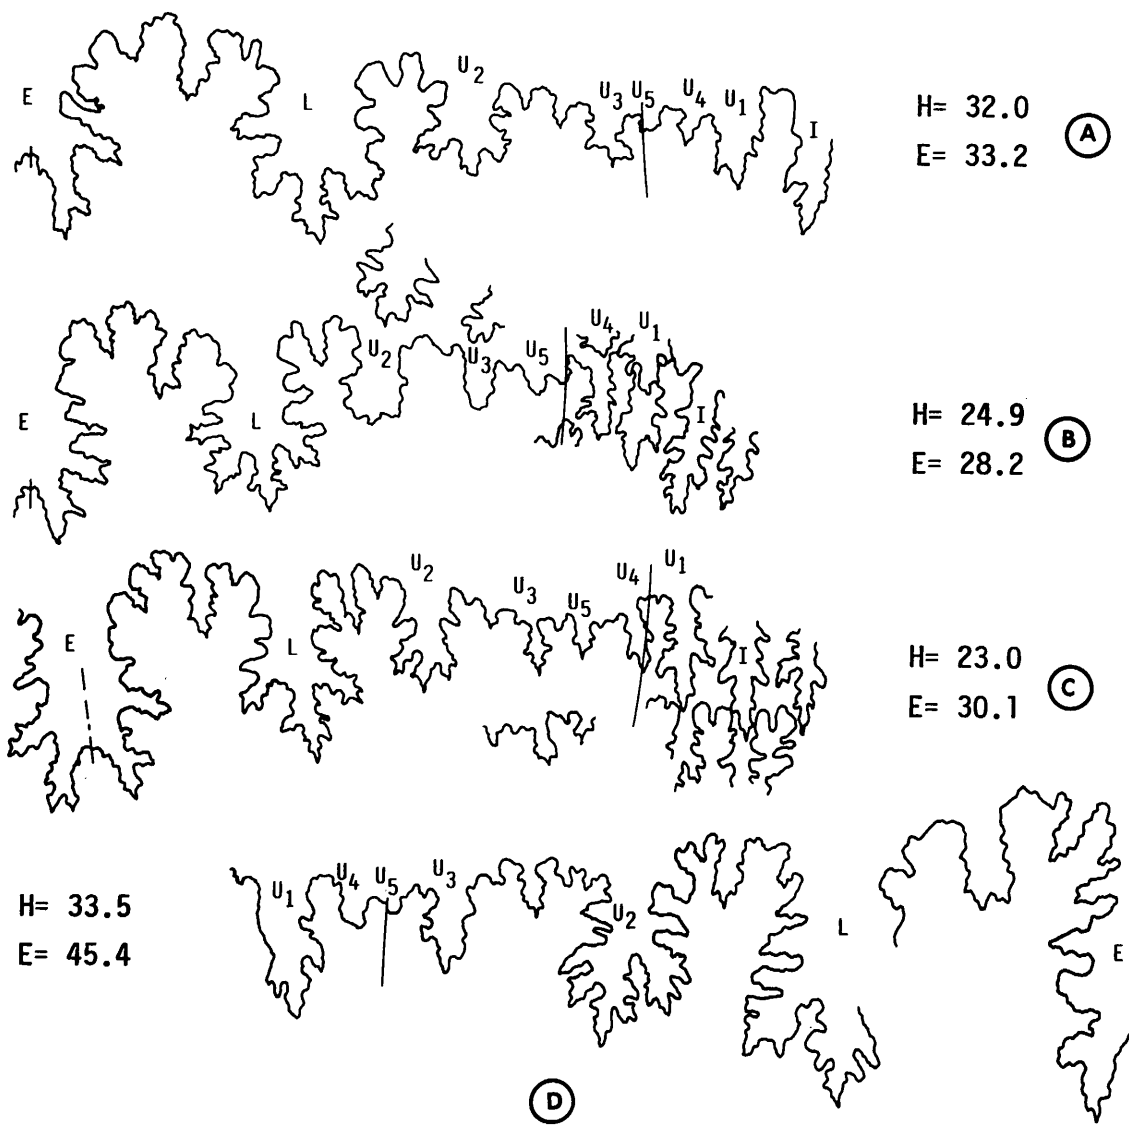 E L U2 U3 U5 U4 U1 I
H= 32.0
E= 33.2
A
E L U2 U3 U5 U4 U1 I
H= 24.9
E= 28.2
B
E L U2 U3 U5 U4 U1 I
H= 23.0
E= 30.1
C
H= 33.5
E= 45.4
U1 U4 U5 U3 U2 L E
D